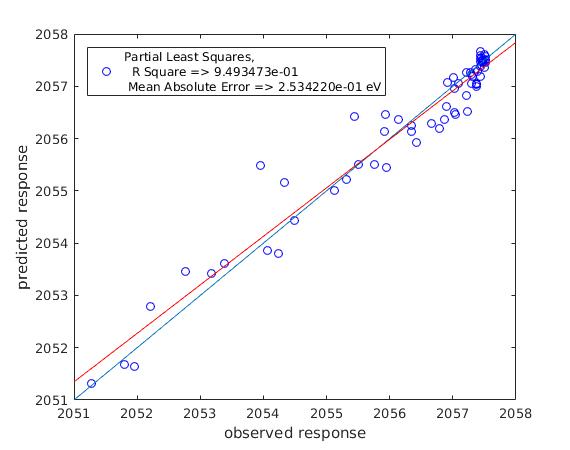 2058
2057
2056
2055
2054
2053
2052
2051
predicted response
Partial Least Squares,
R Square => 9.493473e-01
Mean Absolute Error => 2.534220e-01 eV
2051 2052 2053 2054 2055 2056 2057 2058
observed response